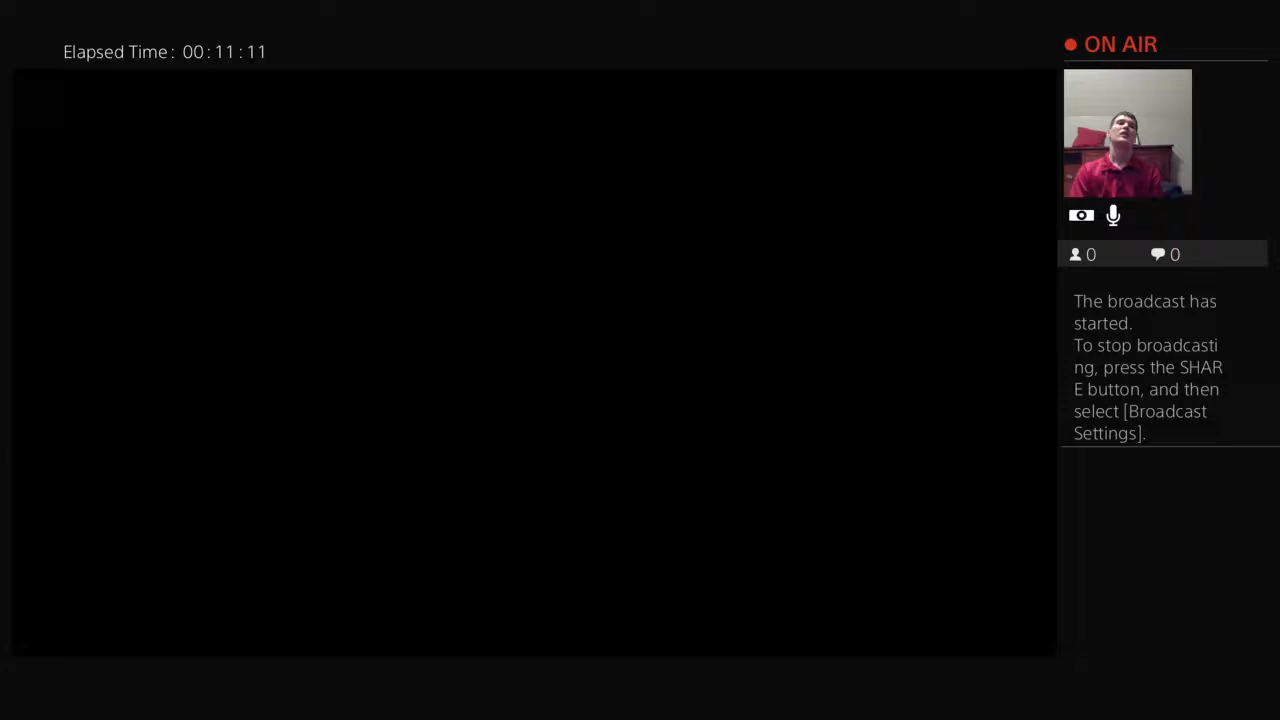 Elapsed Time: 00:11:11
ON AIR
0 0
The broadcast has
started.
To stop broadcasti
ng, press the SHAR
E button, and then
select [Broadcast
Settings].